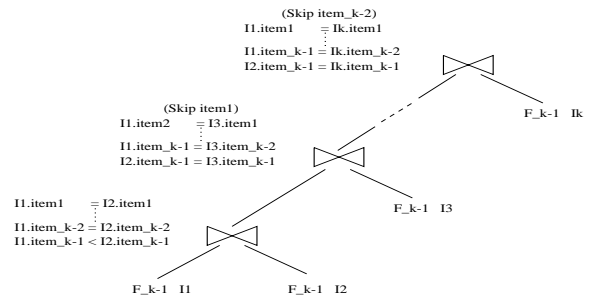 (Skip item_k-2)
I1.item1 = Ik.item1
I1.item_k-1 = Ik.item_k-2
I2.item_k-1 = Ik.item_k-1
F_k-1 Ik
(Skip item1)
I1.item2 = I3.item1
I1.item_k-1 = I3.item_k-2
I2.item_k-1 = I3.item_k-1
F_k-1 I3
I1.item1 = I2.item1
I1.item_k-2 = I2.item_k-2
I1.item_k-1 < I2.item_k-1
F_k-1 I1
F_k-1 I2